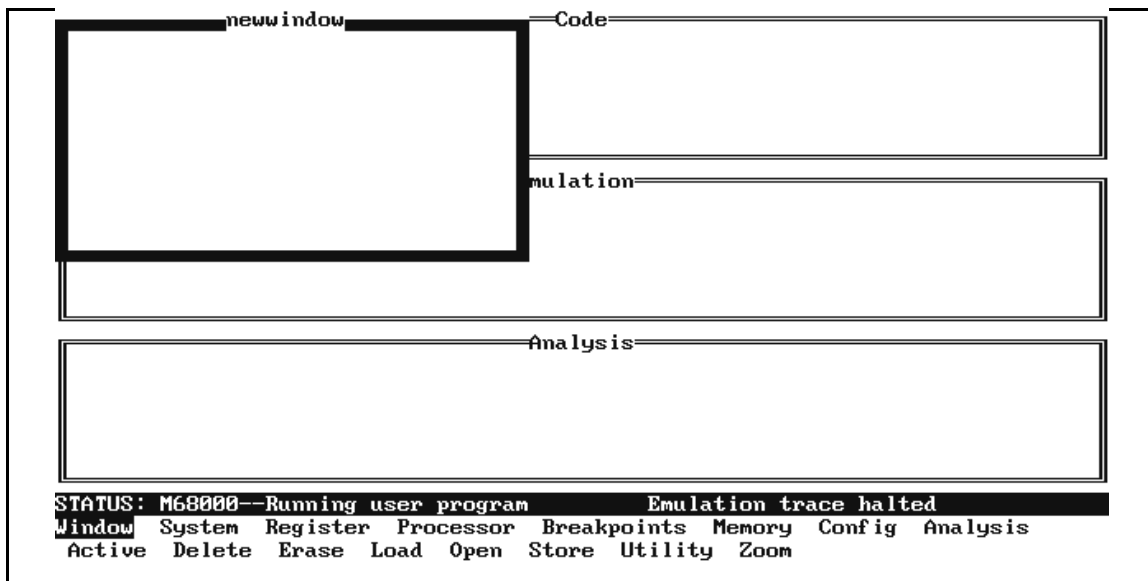 newwindow Code
mulation
Analysis
STATUS: M68000--Running user program Emulation trace halted
Window System Register Processor Breakpoints Memory Config Analysis
Active Delete Erase Load Open Store Utility Zoom